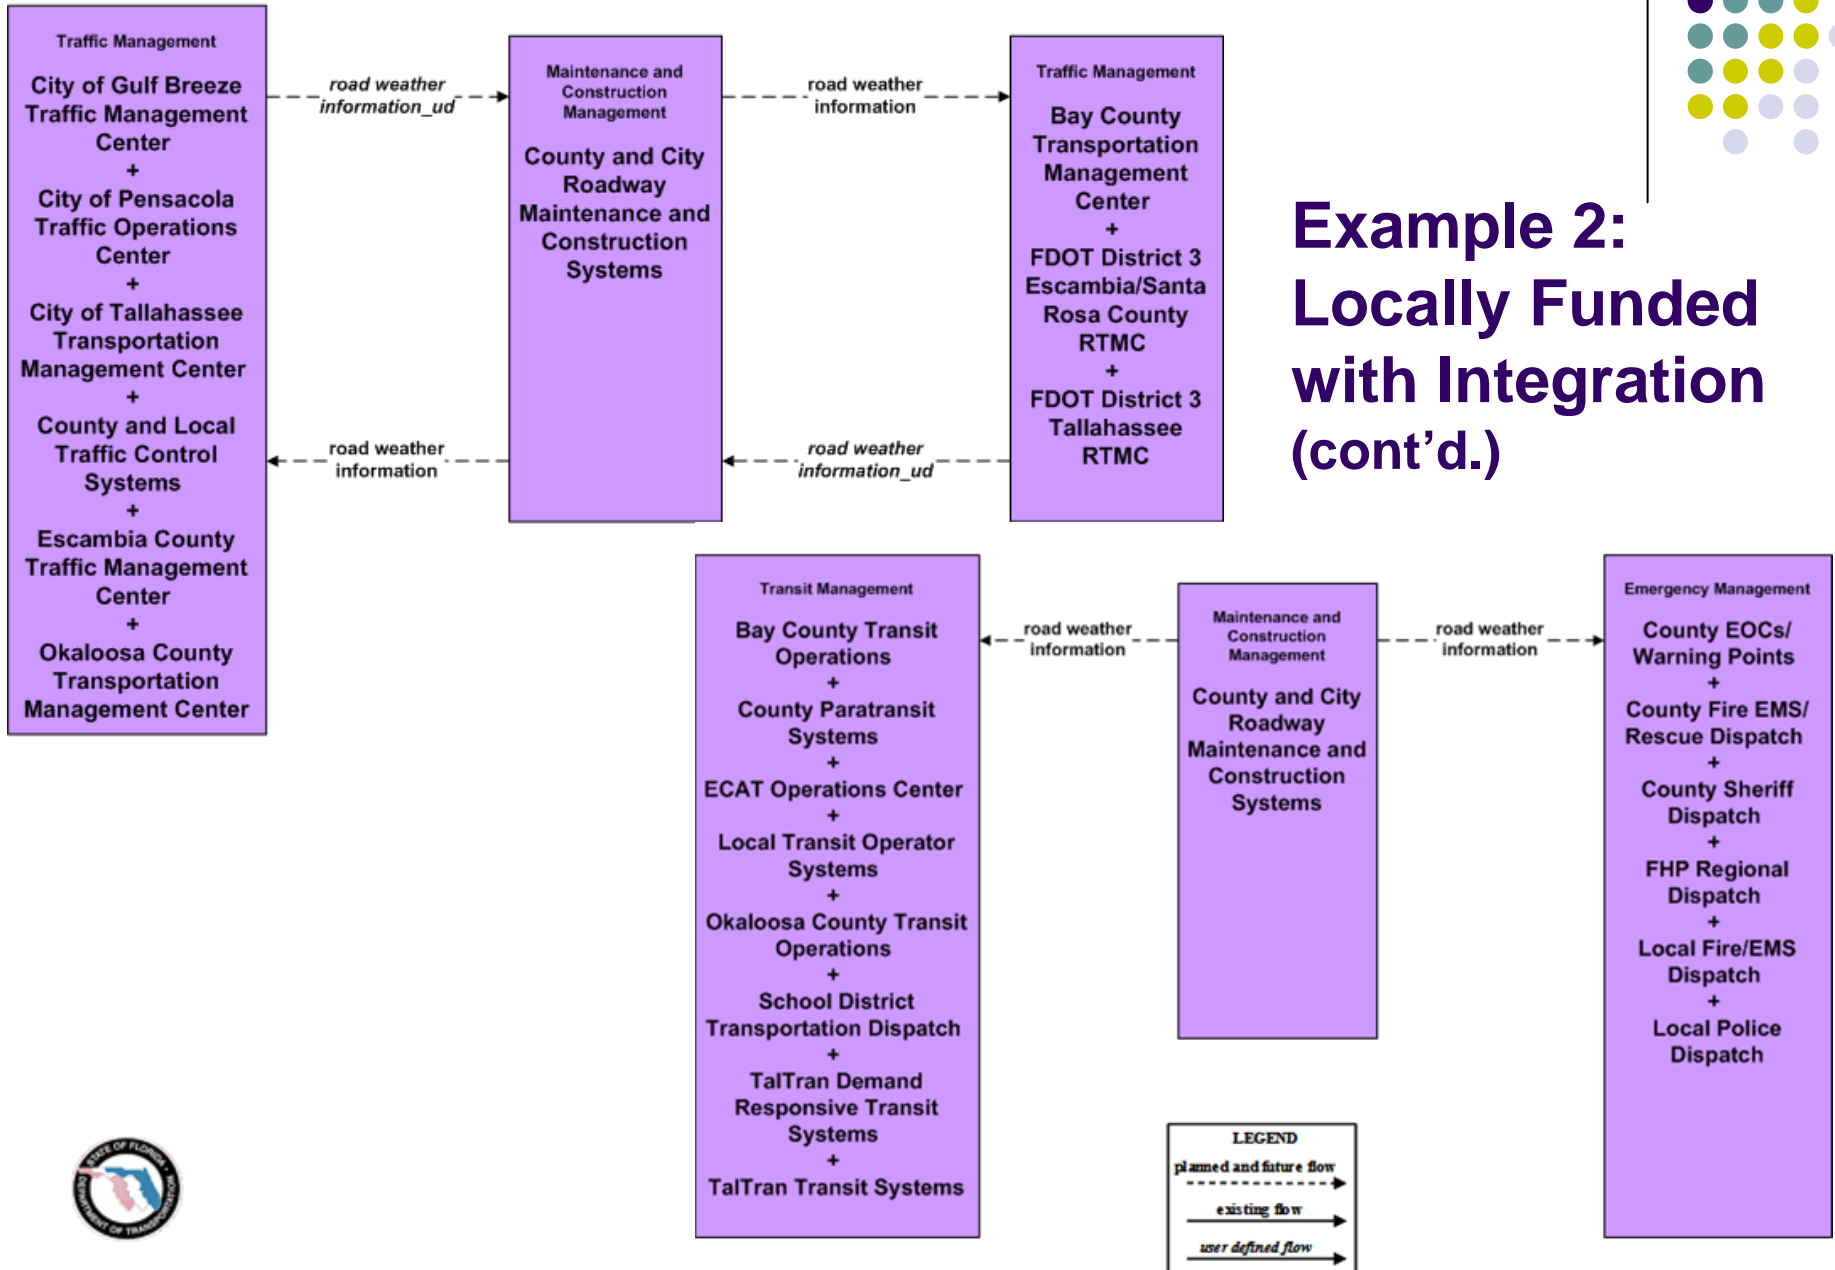 Traffic Management
City of Gulf Breeze
Traffic Management
Center
+
City of Pensacola
Traffic Operations
Center
+
City of Tallahassee
Transportation
Management Center
+
County and Local
Traffic Control
Systems
+
Escambia County
Traffic Management
Center
+
Okaloosa County
Transportation
Management Center
road weather
information_ud
road weather
information
Maintenance and
Construction
Management
County and City
Roadway
Maintenance and
Construction
Systems
road weather
information
road weather
information_ud
Traffic Management
Bay County
Transportation
Management
Center
+
FDOT District 3
Escambia/Santa
Rosa County
RTMC
+
FDOT District 3
Tallahassee
RTMC
Example 2:
Locally Funded
with Integration
(cont’d.)
Transit Management
Bay County Transit
Operations
+
County Paratransit
Systems
+
ECAT Operations Center
+
Local Transit Operator
Systems
+
Okaloosa County Transit
Operations
+
School District
Transportation Dispatch
+
TalTran Demand
Responsive Transit
Systems
+
TalTran Transit Systems
road weather
information
Maintenance and
Construction
Management
County and City
Roadway
Maintenance and
Construction
Systems
road weather
information
Emergency Management
County EOCs/
Warning Points
+
County Fire EMS/
Rescue Dispatch
+
County Sheriff
Dispatch
+
FHP Regional
Dispatch
+
Local Fire/EMS
Dispatch
+
Local Police
Dispatch
LEGEND
planned and future flow
existing flow
user defined flow
STATE OF FLORIDA
DEPARTMENT OF TRANSPORTATION